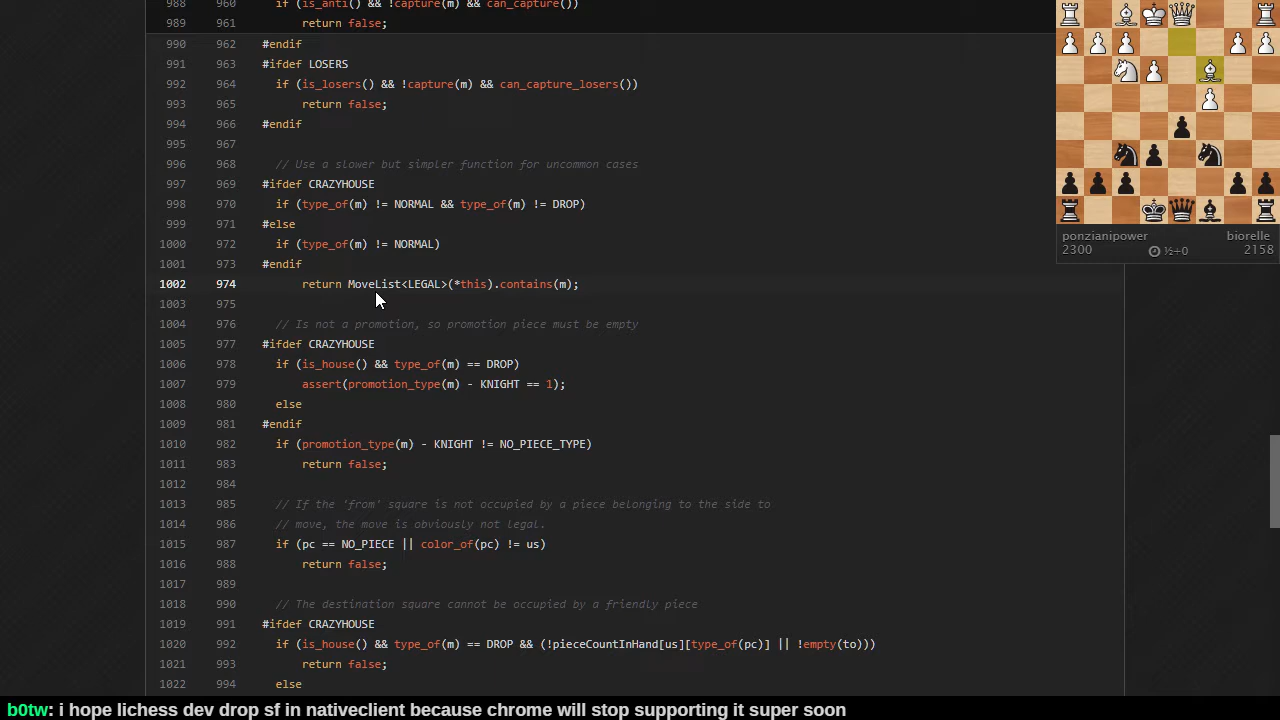 988 960 if (is_anti() && !capture(m) && can_capture())
989 961 return false;
990 962 #endif
991 963 #ifdef LOSERS
992 964 if (is_losers() && !capture(m) && can_capture_losers())
993 965 return false;
994 966 #endif
995 967
996 968 // Use a slower but simpler function for uncommon cases
997 969 #ifdef CRAZYHOUSE
998 970 if (type_of(m) != NORMAL && type_of(m) != DROP)
999 971 #else
1000 972 if (type_of(m) != NORMAL)
1001 973 #endif
1002 974 return MoveList<LEGAL>(*this).contains(m);
1003 975
1004 976 // Is not a promotion, so promotion piece must be empty
1005 977 #ifdef CRAZYHOUSE
1006 978 if (is_house() && type_of(m) == DROP)
1007 979 assert(promotion_type(m) - KNIGHT == 1);
1008 980 else
1009 981 #endif
1010 982 if (promotion_type(m) - KNIGHT != NO_PIECE_TYPE)
1011 983 return false;
1012 984
1013 985 // If the 'from' square is not occupied by a piece belonging to the side to
1014 986 // move, the move is obviously not legal.
1015 987 if (pc == NO_PIECE || color_of(pc) != us)
1016 988 return false;
1017 989
1018 990 // The destination square cannot be occupied by a friendly piece
1019 991 #ifdef CRAZYHOUSE
1020 992 if (is_house() && type_of(m) == DROP && (!pieceCountInHand[us][type_of(pc)] || !empty(to)))
1021 993 return false;
1022 994 else
ponzianipower biorelle
2300 ½+0 2158
b0tw: i hope lichess dev drop sf in nativeclient because chrome will stop supporting it super soon